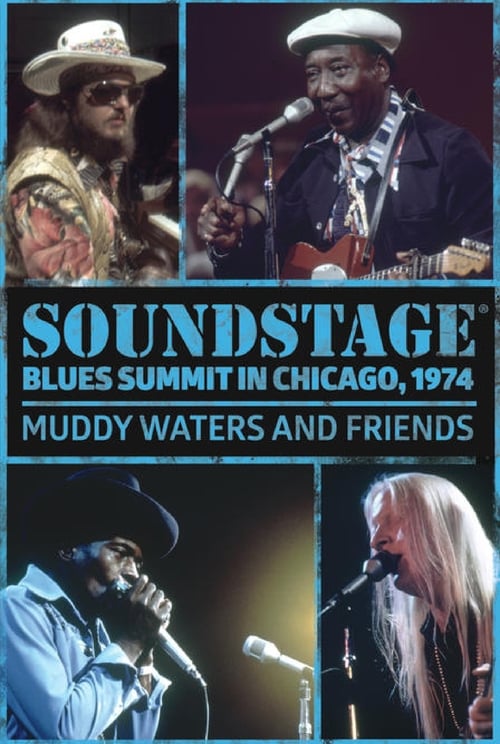 SOUNDSTAGE®
BLUES SUMMIT IN CHICAGO, 1974
MUDDY WATERS AND FRIENDS